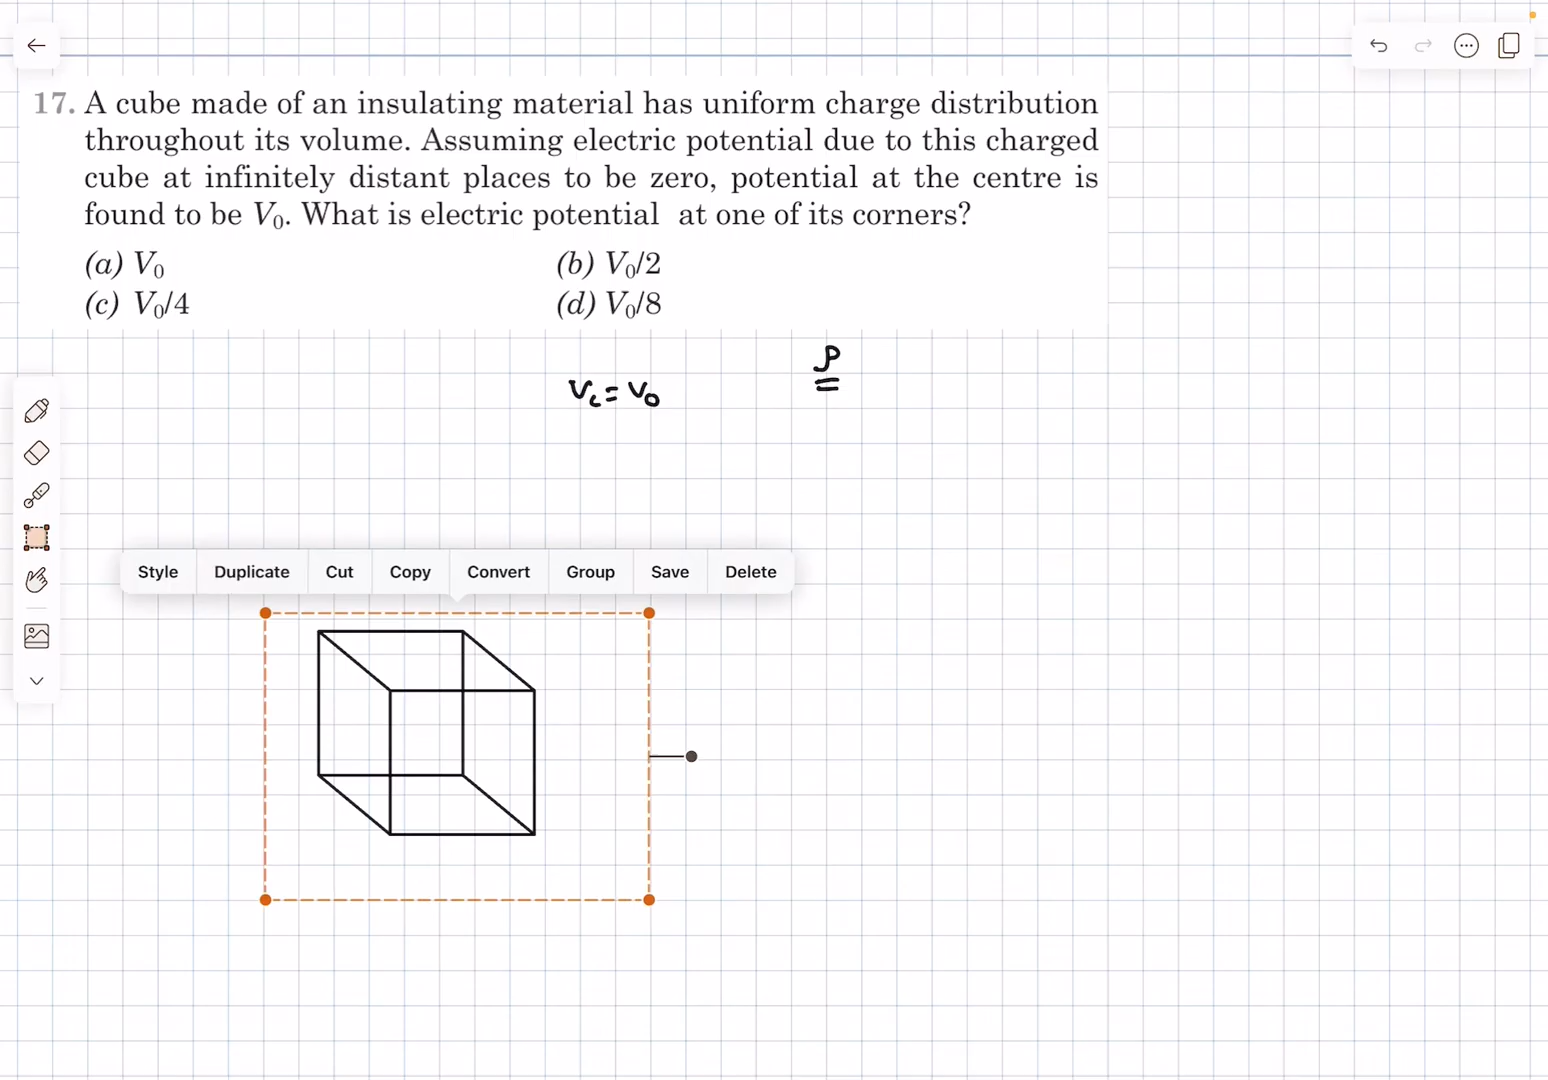 17. A cube made of an insulating material has uniform charge distribution
throughout its volume. Assuming electric potential due to this charged
cube at infinitely distant places to be zero, potential at the centre is
found to be V₀. What is electric potential at one of its corners?
(a) V₀ (b) V₀/2
(c) V₀/4 (d) V₀/8
ρ
V_c = V₀
Style Duplicate Cut Copy Convert Group Save Delete